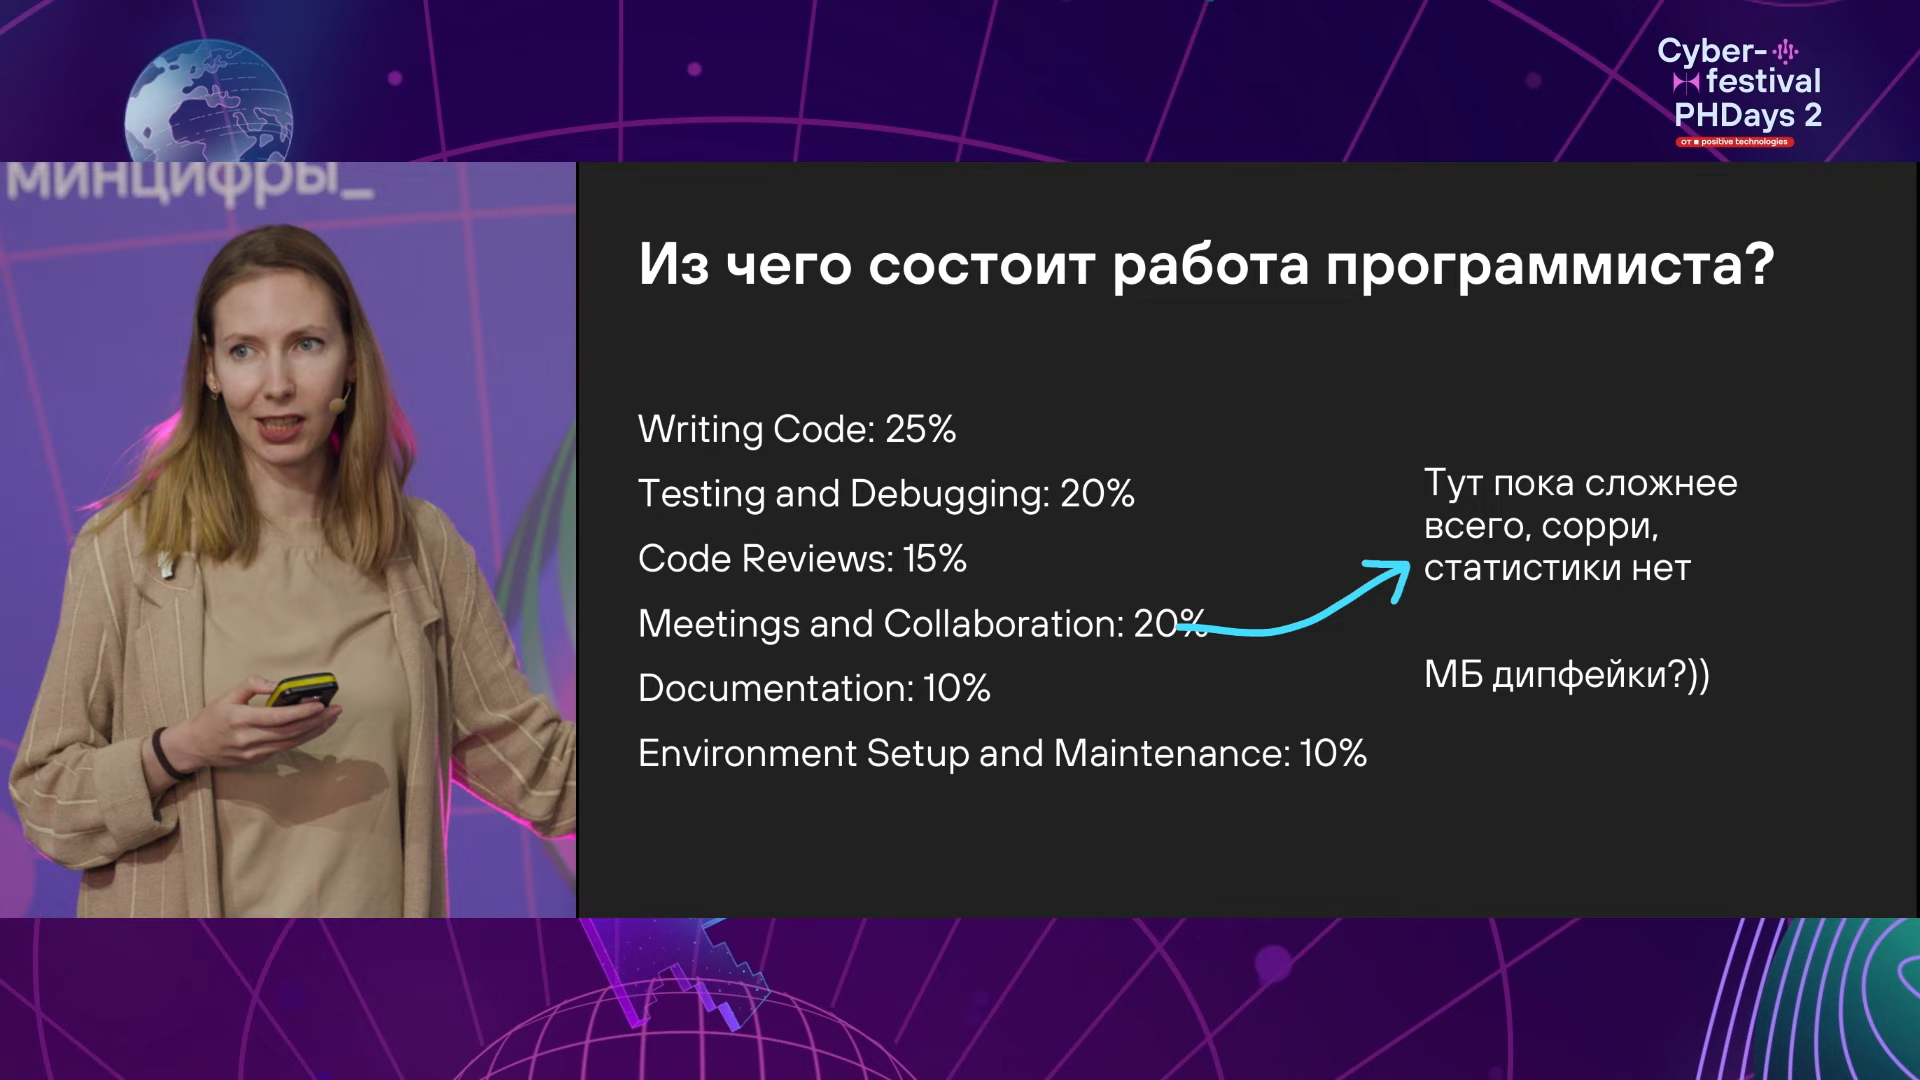 Cyber-
festival
PHDays 2
от positive technologies
минцифры_
Из чего состоит работа программиста?
Writing Code: 25%
Testing and Debugging: 20%
Code Reviews: 15%
Meetings and Collaboration: 20%
Documentation: 10%
Environment Setup and Maintenance: 10%
Тут пока сложнее
всего, сорри,
статистики нет
МБ дипфейки?))